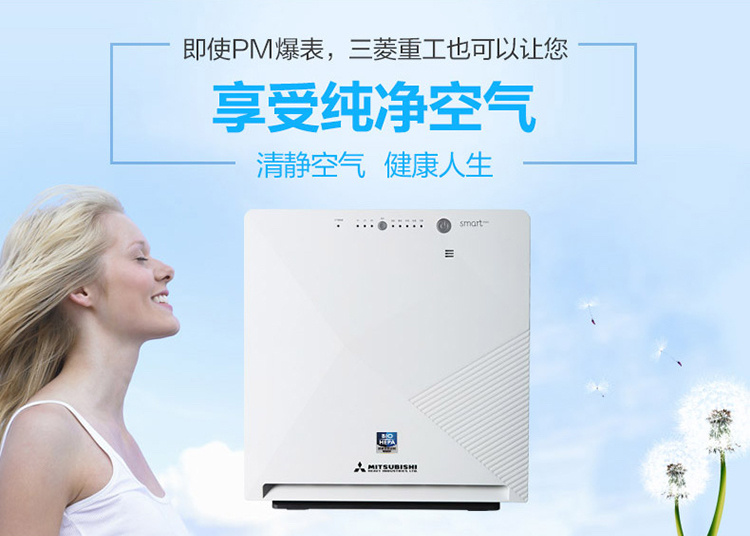 即使PM爆表，三菱重工也可以让您
享受纯净空气
清静空气 健康人生
smart
BIO
HEPA
MITSUBISHI
HEAVY INDUSTRIES, LTD.